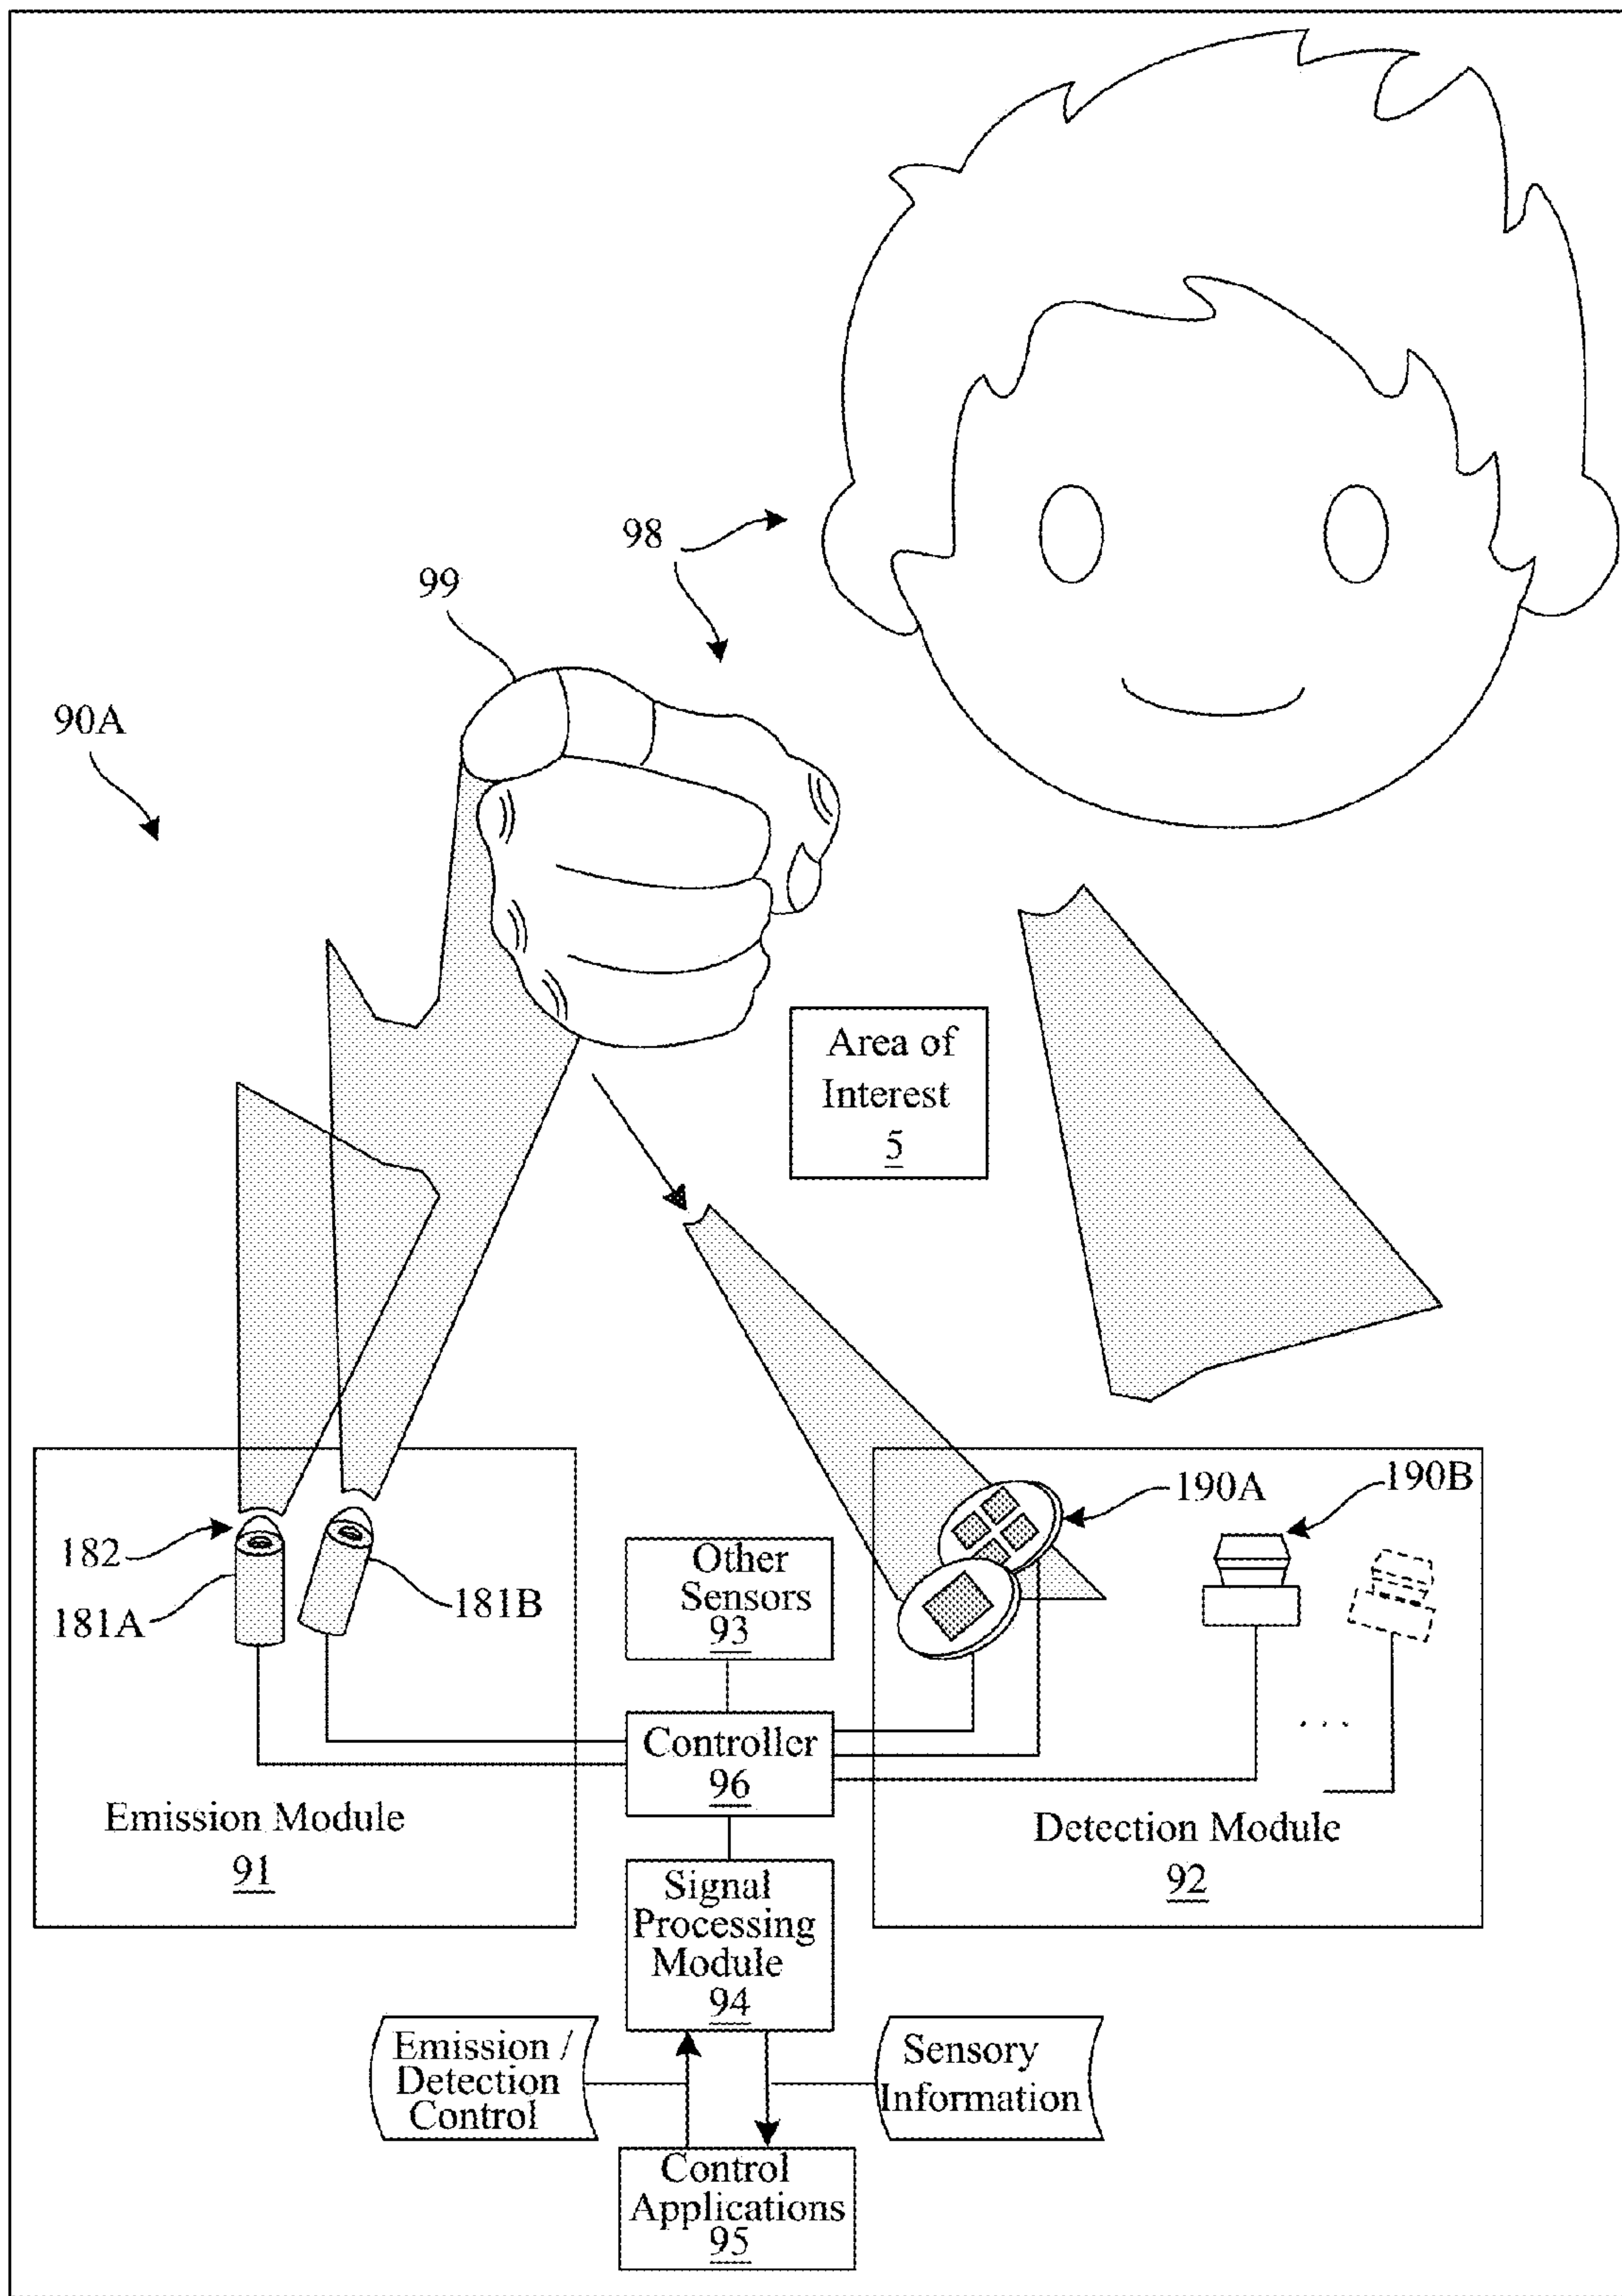 98
99
90A
Area of
Interest
5
190A
190B
182
181A
181B
Other
Sensors
93
Controller
96
Emission Module
91
Detection Module
92
. . .
Signal
Processing
Module
94
Emission /
Detection
Control
Sensory
Information
Control
Applications
95